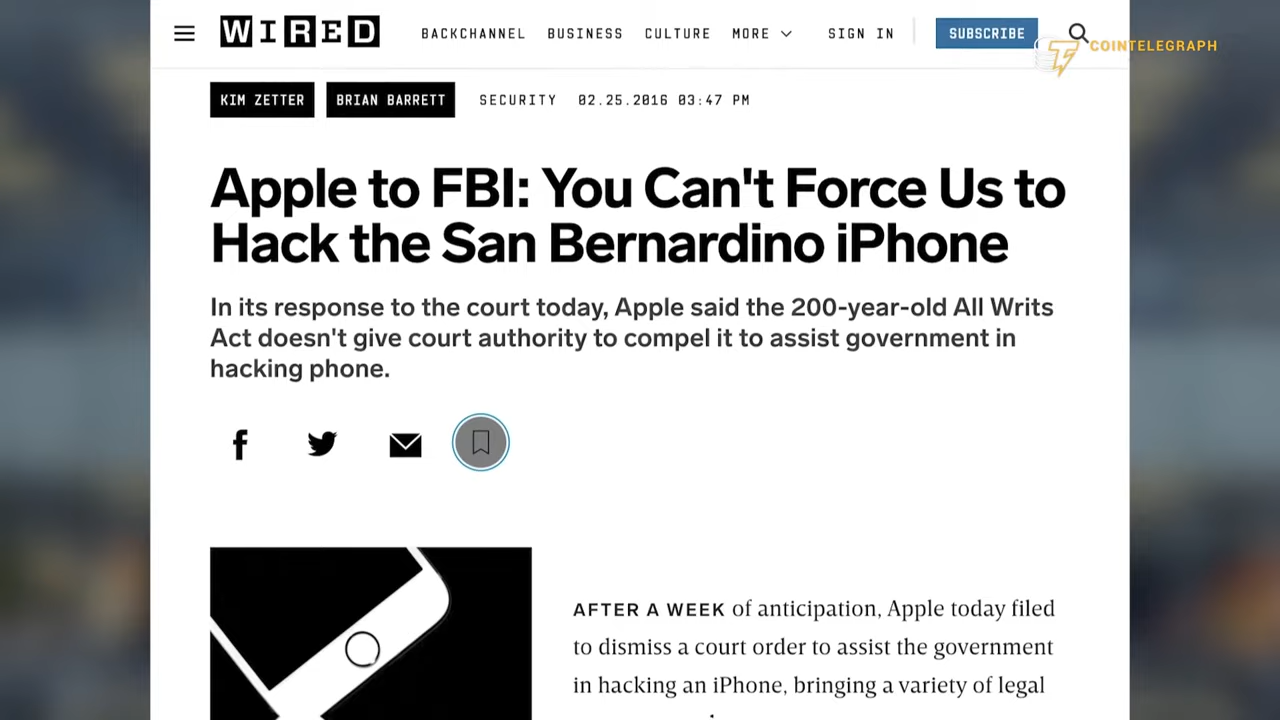 WIRED
BACKCHANNEL BUSINESS CULTURE MORE SIGN IN SUBSCRIBE
COINTELEGRAPH
KIM ZETTER BRIAN BARRETT SECURITY 02.25.2016 03:47 PM
Apple to FBI: You Can't Force Us to
Hack the San Bernardino iPhone
In its response to the court today, Apple said the 200-year-old All Writs
Act doesn't give court authority to compel it to assist government in
hacking phone.
AFTER A WEEK of anticipation, Apple today filed
to dismiss a court order to assist the government
in hacking an iPhone, bringing a variety of legal